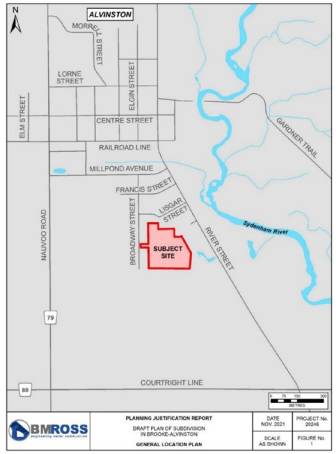 N
ALVINSTON
MORRELL STREET
LORNE
STREET
ELGIN STREET
ELM STREET
CENTRE STREET
GARDNER TRAIL
RAILROAD LINE
MILLPOND AVENUE
FRANCIS STREET
LISGAR
STREET
BROADWAY STREET
NAUVOO ROAD
RIVER STREET
Sydenham River
SUBJECT
SITE
79
COURTRIGHT LINE
80
METRES
BMROSS
engineering better communities
PLANNING JUSTIFICATION REPORT
DRAFT PLAN OF SUBDIVISION
IN BROOKE-ALVINSTON
GENERAL LOCATION PLAN
DATE
NOV. 2021
PROJECT No.
20246
SCALE
AS SHOWN
FIGURE No.
1